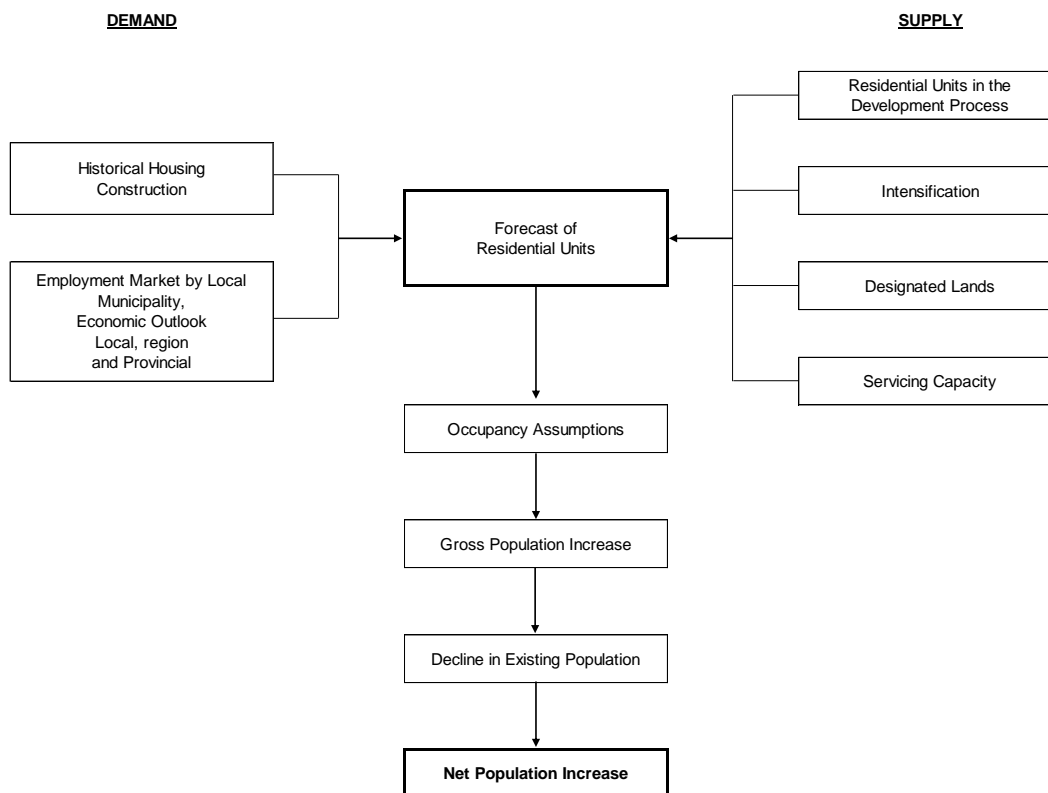 DEMAND
SUPPLY
Residential Units in the
Development Process
Historical Housing
Construction
Intensification
Forecast of
Residential Units
Employment Market by Local
Municipality,
Economic Outlook
Local, region
and Provincial
Designated Lands
Servicing Capacity
Occupancy Assumptions
Gross Population Increase
Decline in Existing Population
Net Population Increase